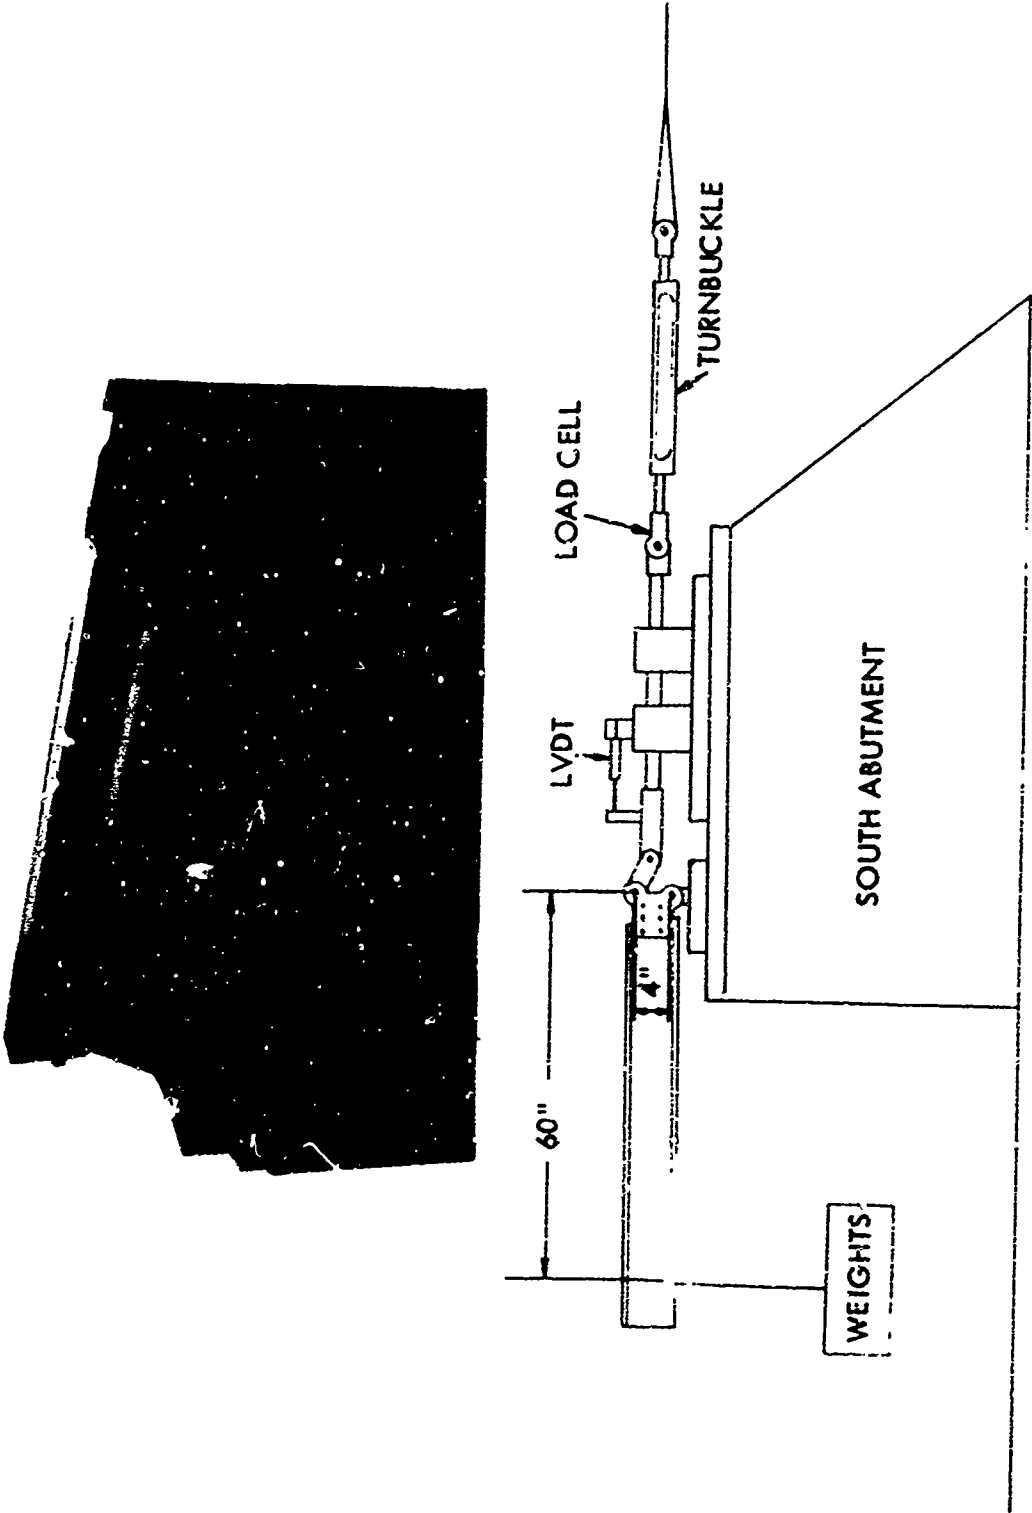 TURNBUCKLE
LOAD CELL
LVDT
SOUTH ABUTMENT
4"
60"
WEIGHTS